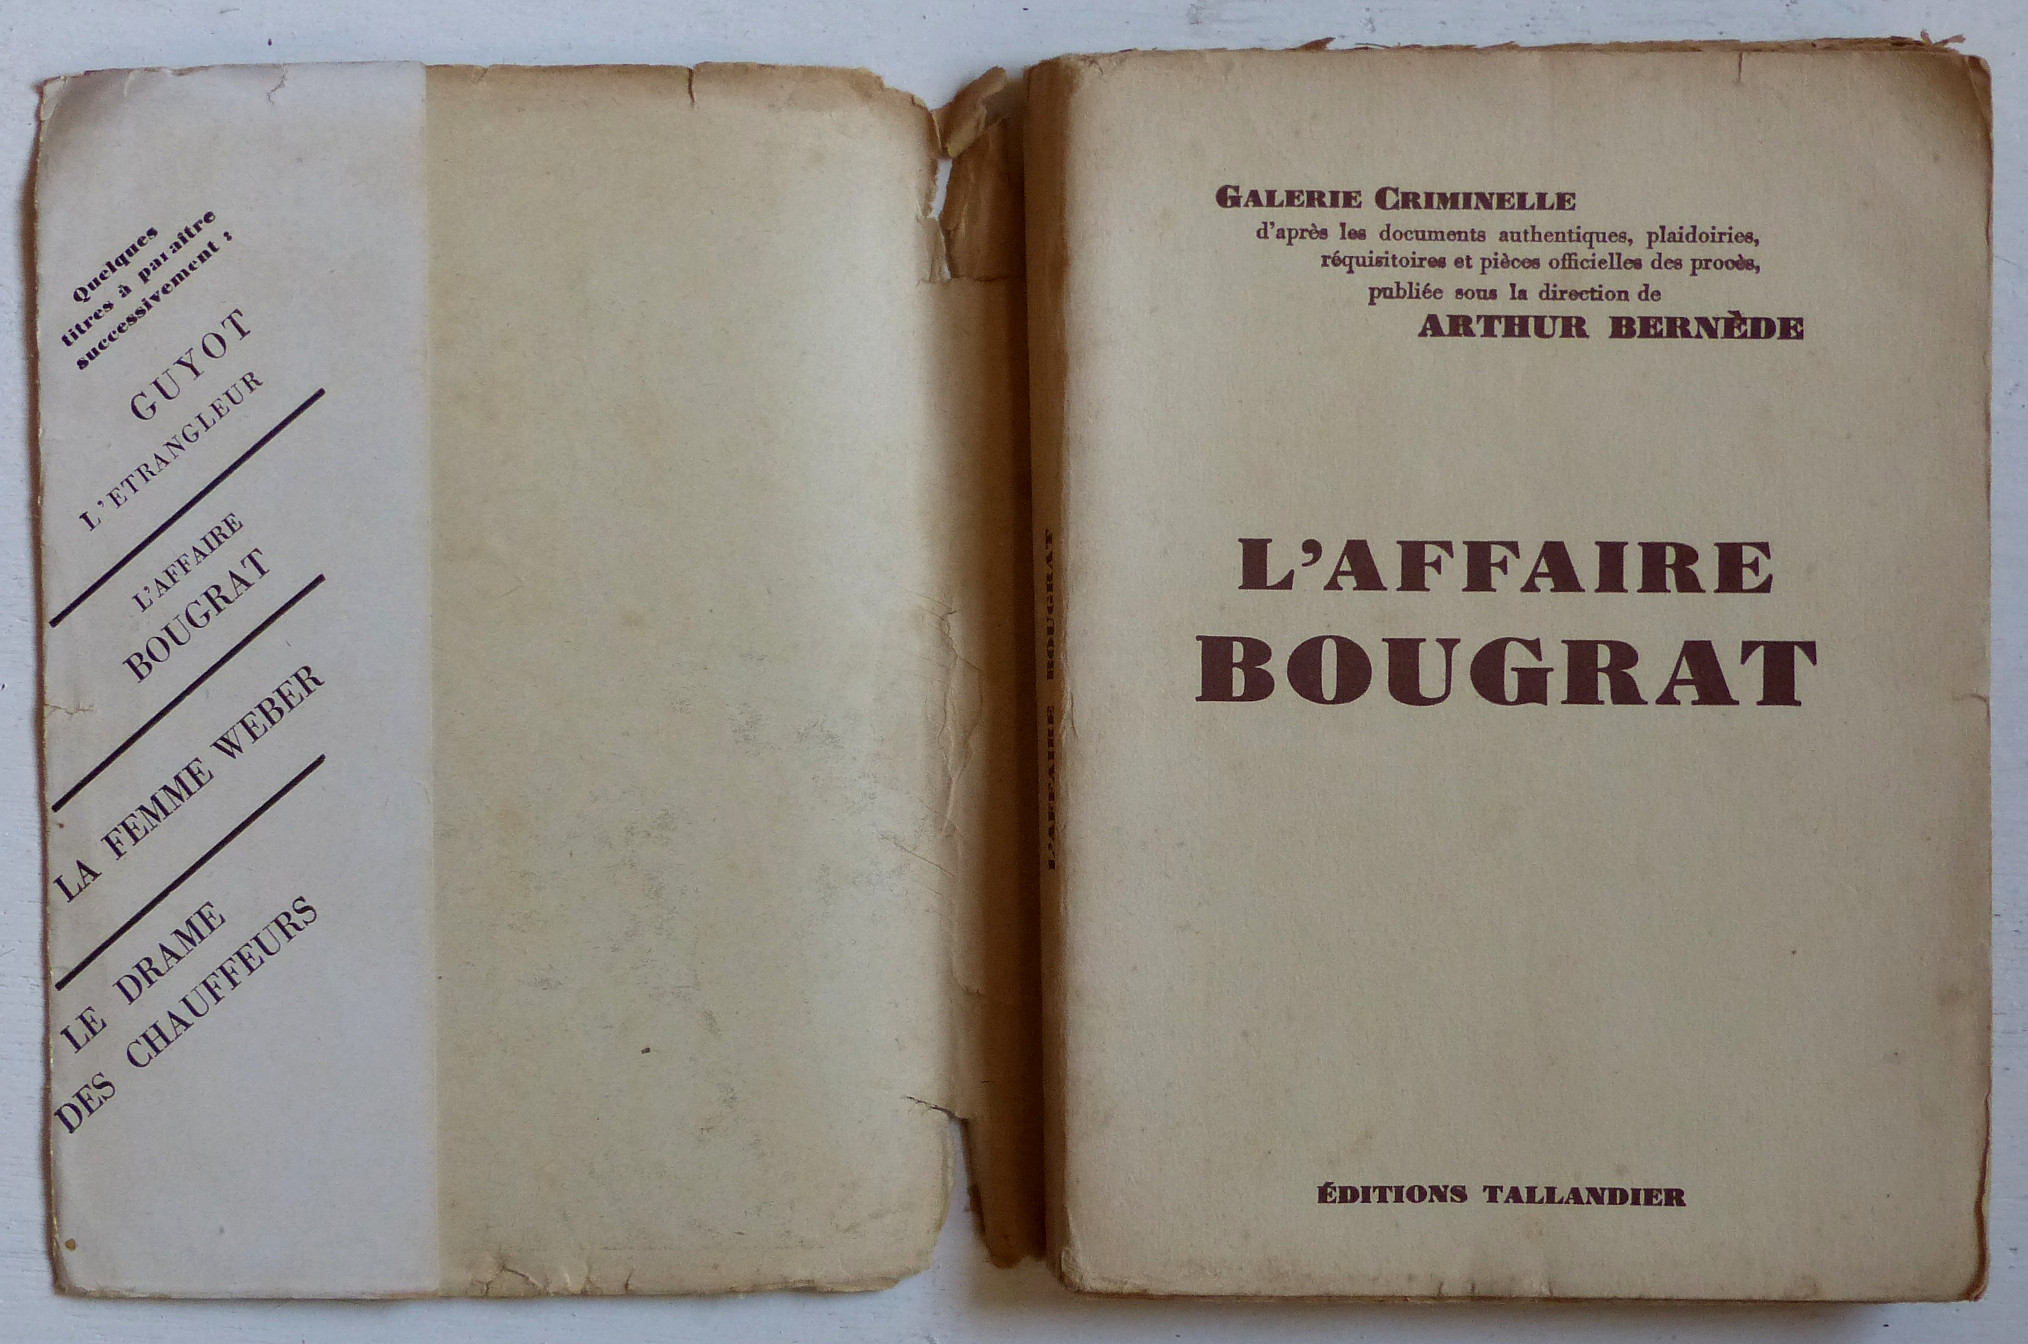 Quelques
titres à paraître
successivement :
GUYOT
L'ETRANGLEUR
L'AFFAIRE
BOUGRAT
LA FEMME WEBER
LE DRAME
DES CHAUFFEURS
L'AFFAIRE BOUGRAT
GALERIE CRIMINELLE
d'après les documents authentiques, plaidoiries,
réquisitoires et pièces officielles des procès,
publiée sous la direction de
ARTHUR BERNÈDE
L'AFFAIRE
BOUGRAT
ÉDITIONS TALLANDIER